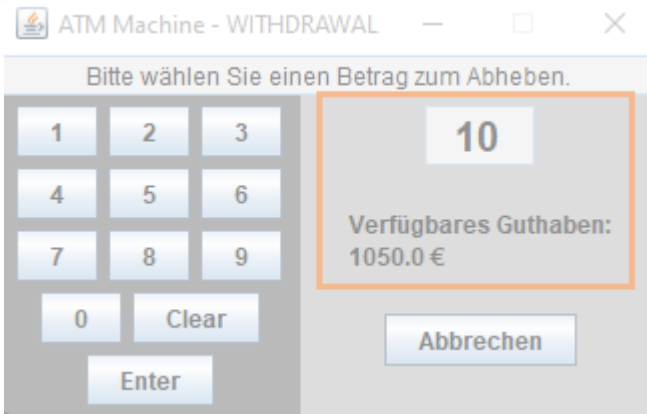 ATM Machine - WITHDRAWAL
Bitte wählen Sie einen Betrag zum Abheben.
1 2 3
4 5 6
7 8 9
0 Clear
Enter
10
Verfügbares Guthaben:
1050.0 €
Abbrechen